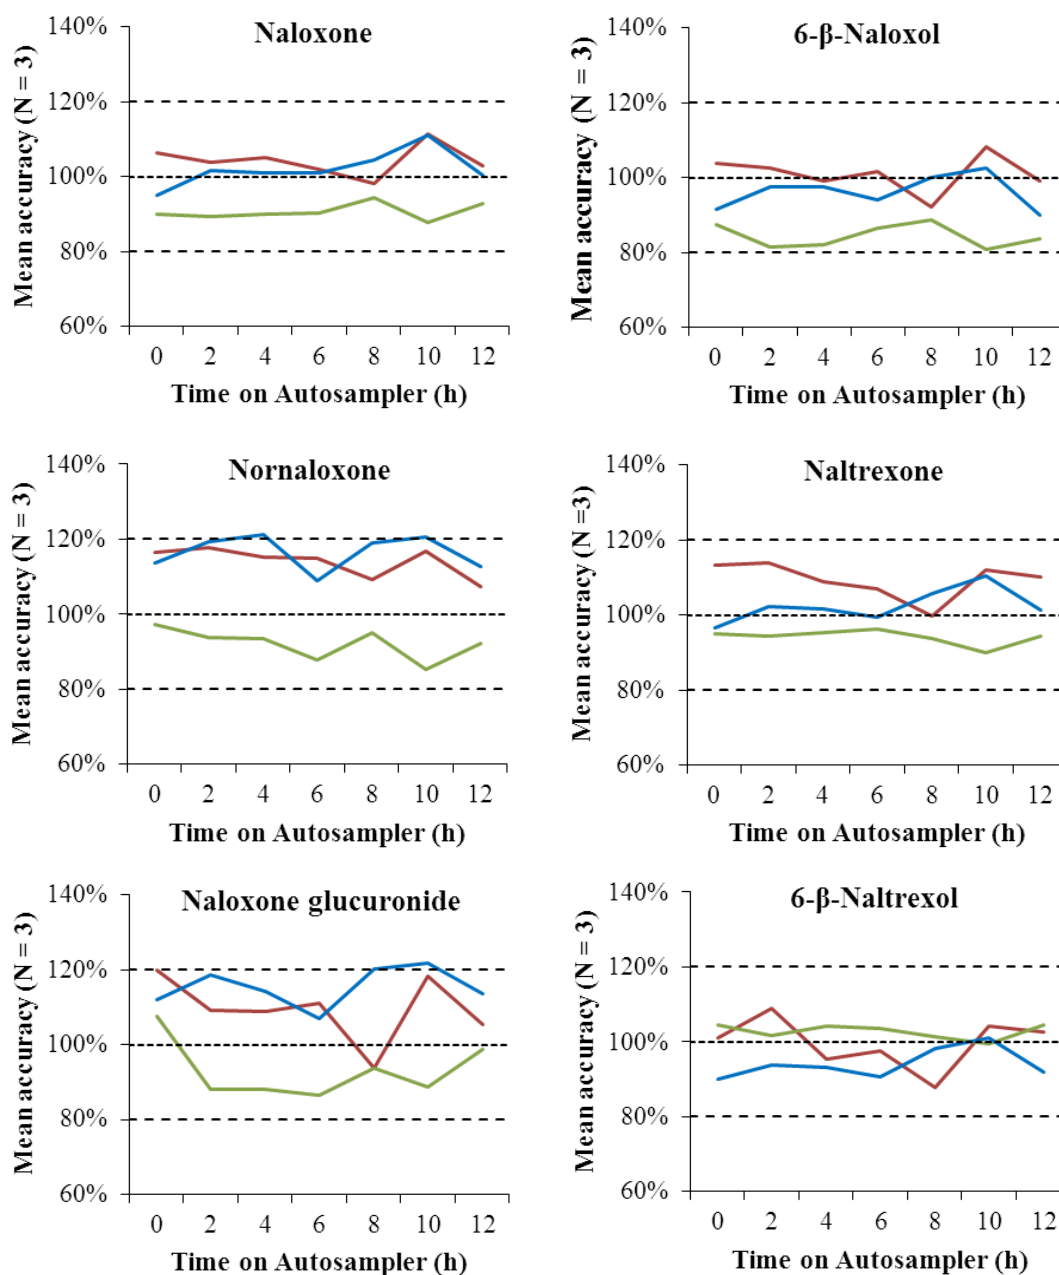 Naloxone
Mean accuracy (N = 3)
140%
120%
100%
80%
60%
0 2 4 6 8 10 12
Time on Autosampler (h)
6-β-Naloxol
Mean accuracy (N = 3)
140%
120%
100%
80%
60%
0 2 4 6 8 10 12
Time on Autosampler (h)
Nornaloxone
Mean accuracy (N = 3)
140%
120%
100%
80%
60%
0 2 4 6 8 10 12
Time on Autosampler (h)
Naltrexone
Mean accuracy (N =3)
140%
120%
100%
80%
60%
0 2 4 6 8 10 12
Time on Autosampler (h)
Naloxone glucuronide
Mean accuracy (N = 3)
140%
120%
100%
80%
60%
0 2 4 6 8 10 12
Time on Autosampler (h)
6-β-Naltrexol
Mean accuracy (N = 3)
140%
120%
100%
80%
60%
0 2 4 6 8 10 12
Time on Autosampler (h)